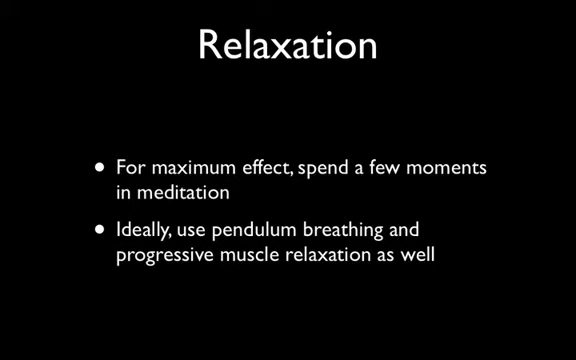 Relaxation
• For maximum effect, spend a few moments
in meditation
• Ideally, use pendulum breathing and
progressive muscle relaxation as well